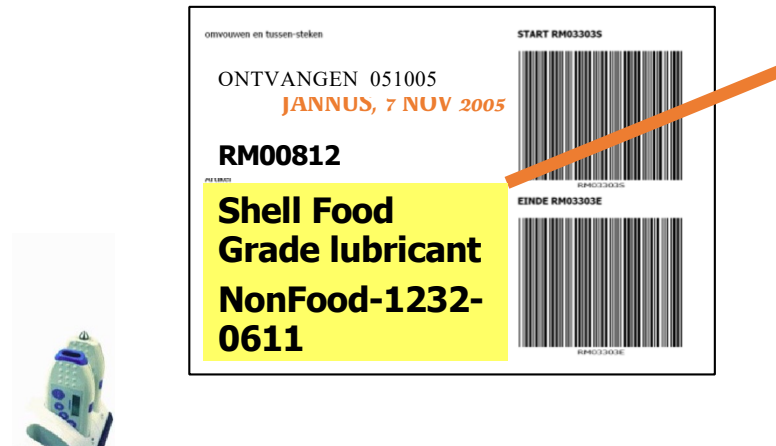 omvouwen en tussen-steken
ONTVANGEN 051005
JANNUS, 7 NOV 2005
RM00812
Artikel
Shell Food
Grade lubricant
NonFood-1232-
0611
START RM03303S
RM03303S
EINDE RM03303E
RM03303E